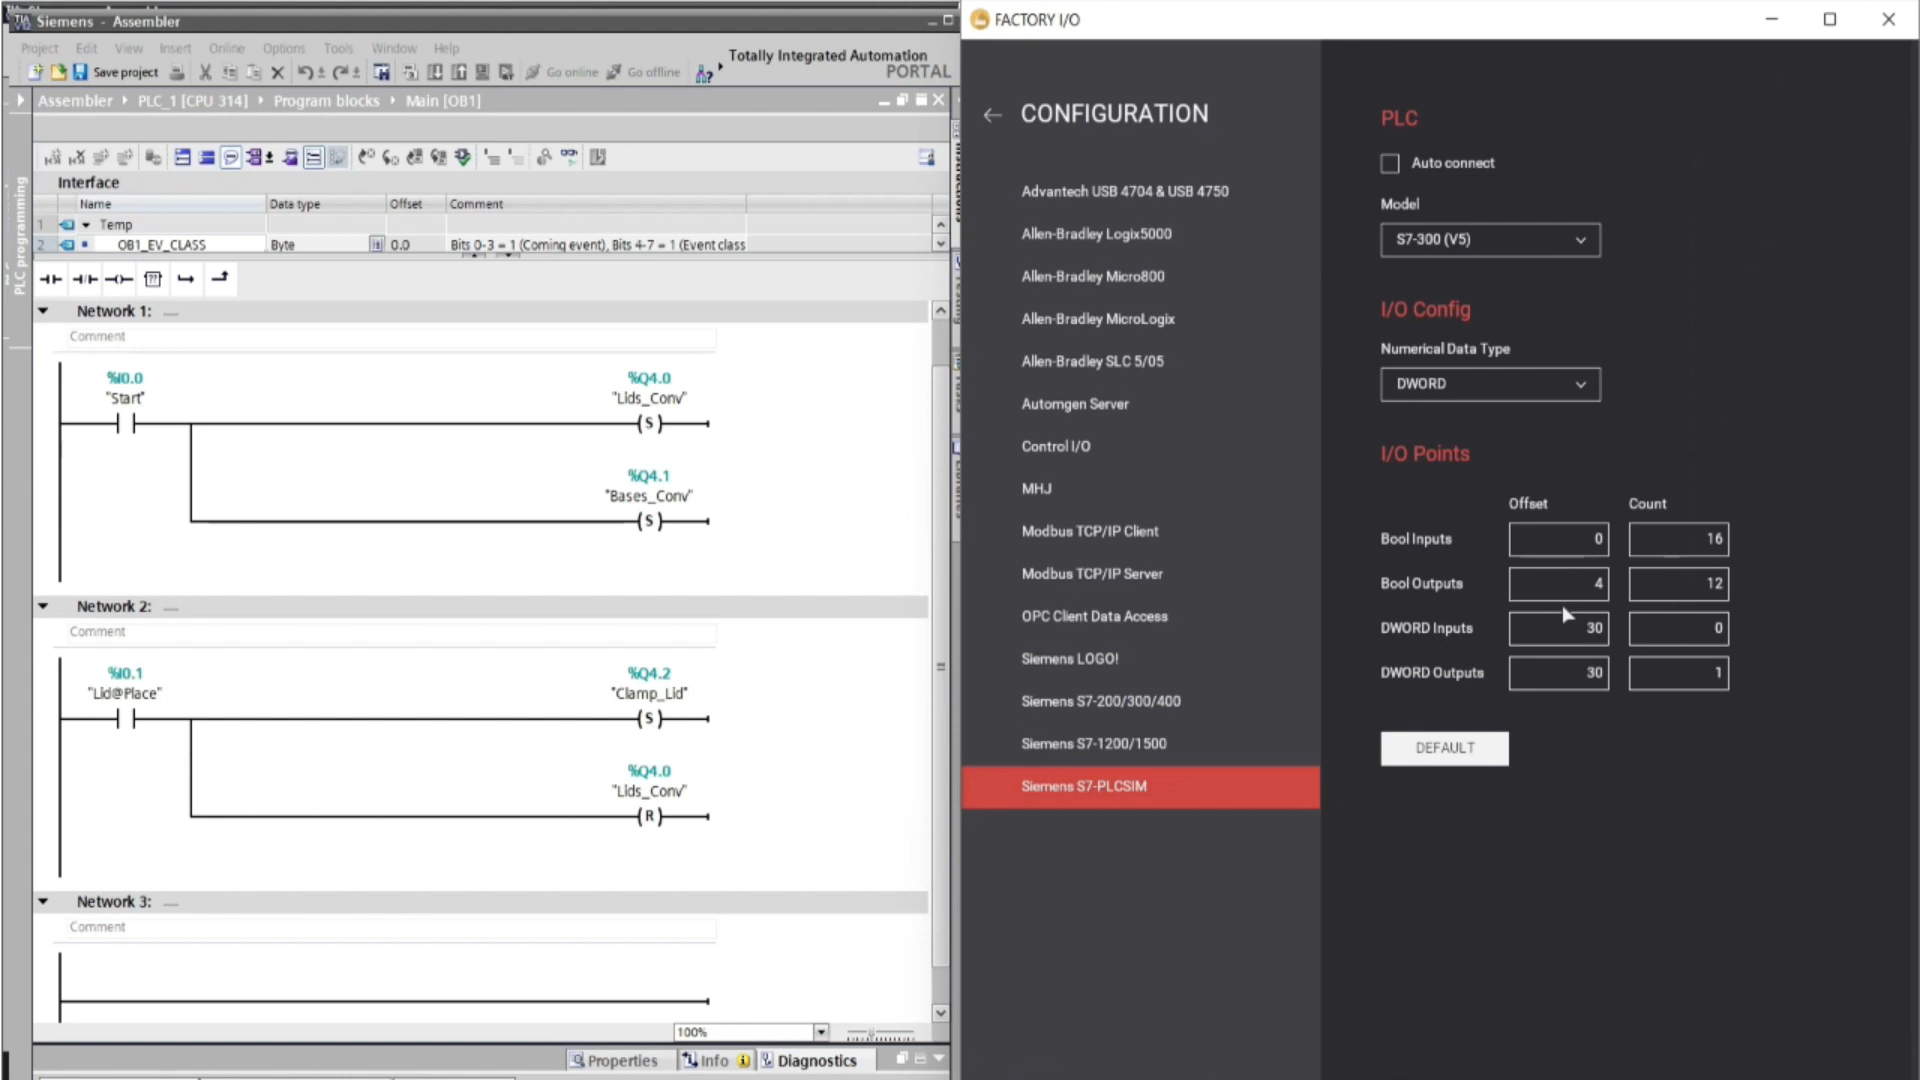 Siemens - Assembler
Project Edit View Insert Online Options Tools Window Help
Totally Integrated Automation
PORTAL
Save project
Go online
Go offline
Assembler
PLC_1 [CPU 314]
Program blocks
Main [OB1]
PLC programming
Interface
Name Data type Offset Comment
1 Temp
2 OB1_EV_CLASS Byte 0.0 Bits 0-3 = 1 (Coming event), Bits 4-7 = 1 (Event class
Network 1:
Comment
%I0.0
"Start"
%Q4.0
"Lids_Conv"
S
%Q4.1
"Bases_Conv"
S
Network 2:
Comment
%I0.1
"Lid@Place"
%Q4.2
"Clamp_Lid"
S
%Q4.0
"Lids_Conv"
R
Network 3:
Comment
100%
Properties
Info
Diagnostics
FACTORY I/O
CONFIGURATION
Advantech USB 4704 & USB 4750
Allen-Bradley Logix5000
Allen-Bradley Micro800
Allen-Bradley MicroLogix
Allen-Bradley SLC 5/05
Automgen Server
Control I/O
MHJ
Modbus TCP/IP Client
Modbus TCP/IP Server
OPC Client Data Access
Siemens LOGO!
Siemens S7-200/300/400
Siemens S7-1200/1500
Siemens S7-PLCSIM
PLC
Auto connect
Model
S7-300 (V5)
I/O Config
Numerical Data Type
DWORD
I/O Points
Offset Count
Bool Inputs 0 16
Bool Outputs 4 12
DWORD Inputs 30 0
DWORD Outputs 30 1
DEFAULT